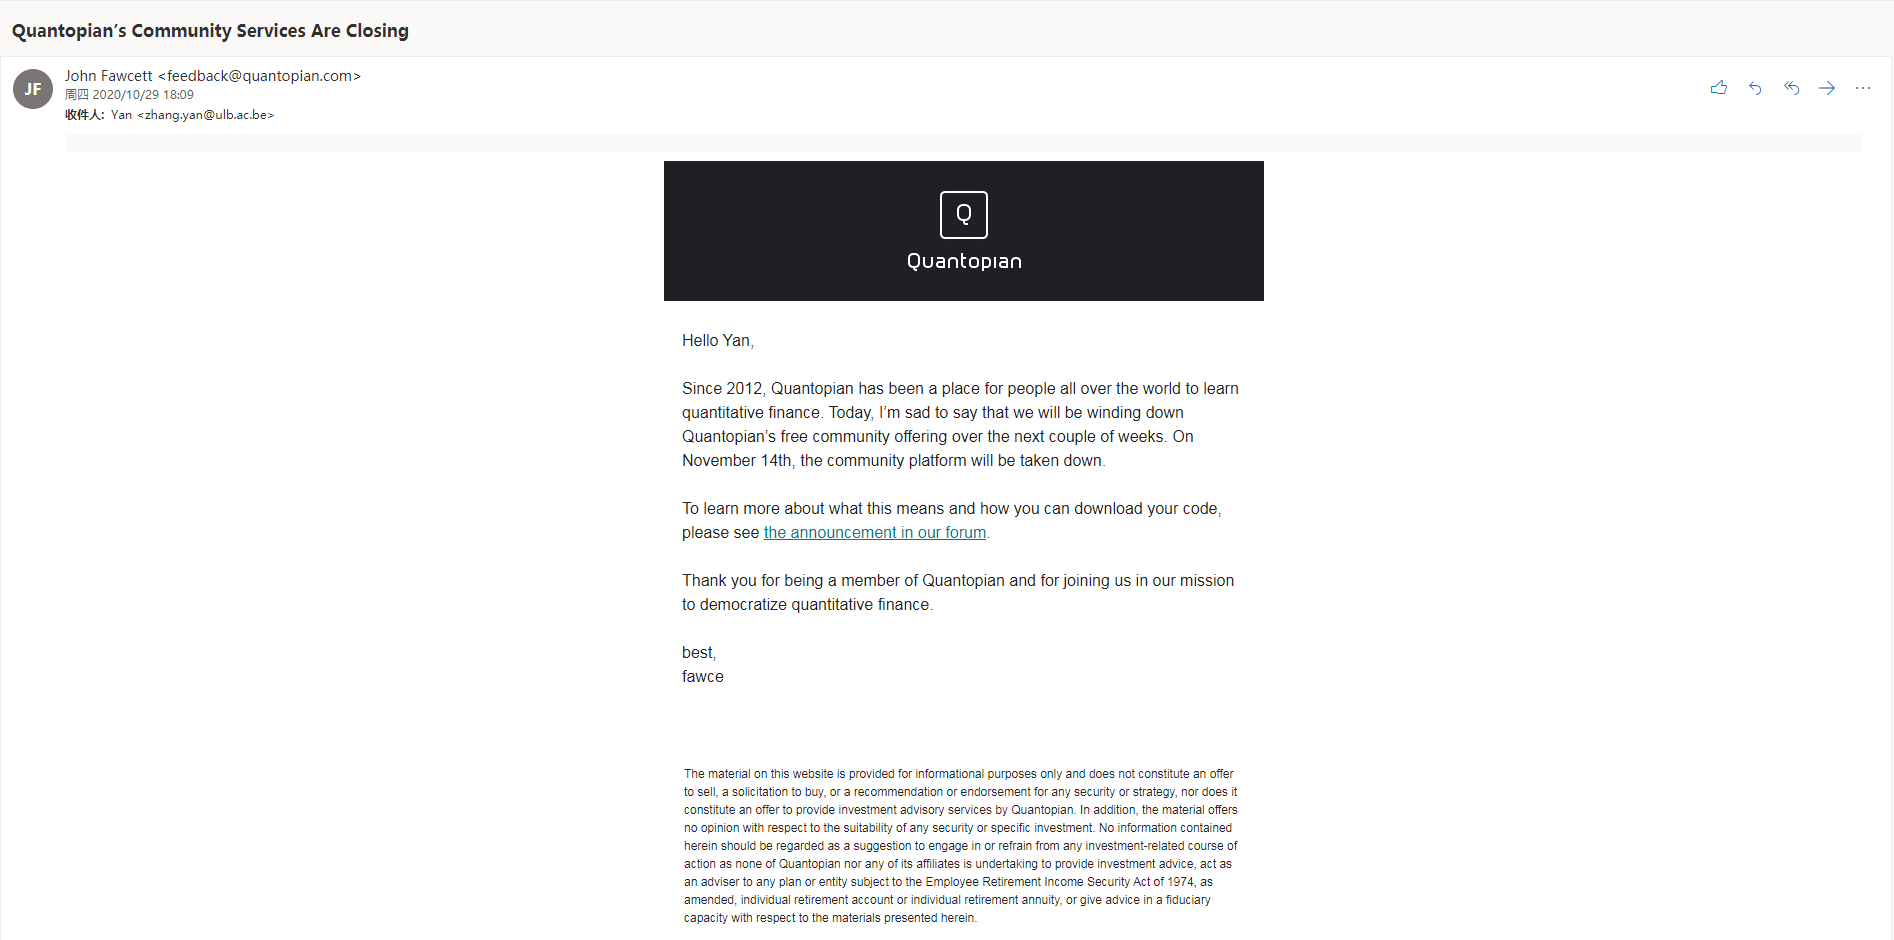 Quantopian’s Community Services Are Closing
JF
John Fawcett <feedback@quantopian.com>
周四 2020/10/29 18:09
收件人: Yan <zhang.yan@ulb.ac.be>
Q
Quantopian
Hello Yan,
Since 2012, Quantopian has been a place for people all over the world to learn
quantitative finance. Today, I’m sad to say that we will be winding down
Quantopian’s free community offering over the next couple of weeks. On
November 14th, the community platform will be taken down.
To learn more about what this means and how you can download your code,
please see the announcement in our forum.
Thank you for being a member of Quantopian and for joining us in our mission
to democratize quantitative finance.
best,
fawce
The material on this website is provided for informational purposes only and does not constitute an offer
to sell, a solicitation to buy, or a recommendation or endorsement for any security or strategy, nor does it
constitute an offer to provide investment advisory services by Quantopian. In addition, the material offers
no opinion with respect to the suitability of any security or specific investment. No information contained
herein should be regarded as a suggestion to engage in or refrain from any investment-related course of
action as none of Quantopian nor any of its affiliates is undertaking to provide investment advice, act as
an adviser to any plan or entity subject to the Employee Retirement Income Security Act of 1974, as
amended, individual retirement account or individual retirement annuity, or give advice in a fiduciary
capacity with respect to the materials presented herein.